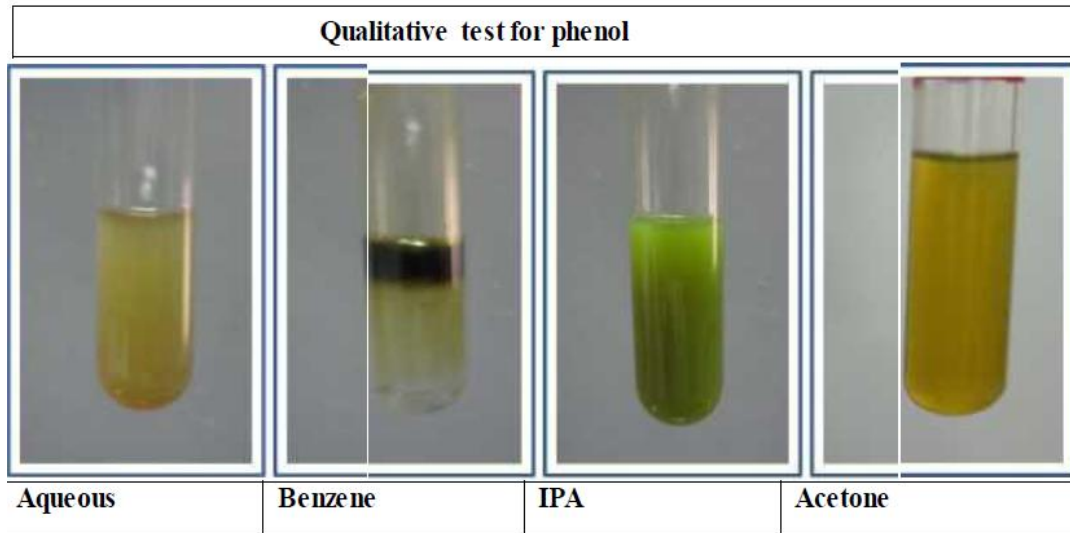 Qualitative test for phenol
Aqueous
Benzene
IPA
Acetone